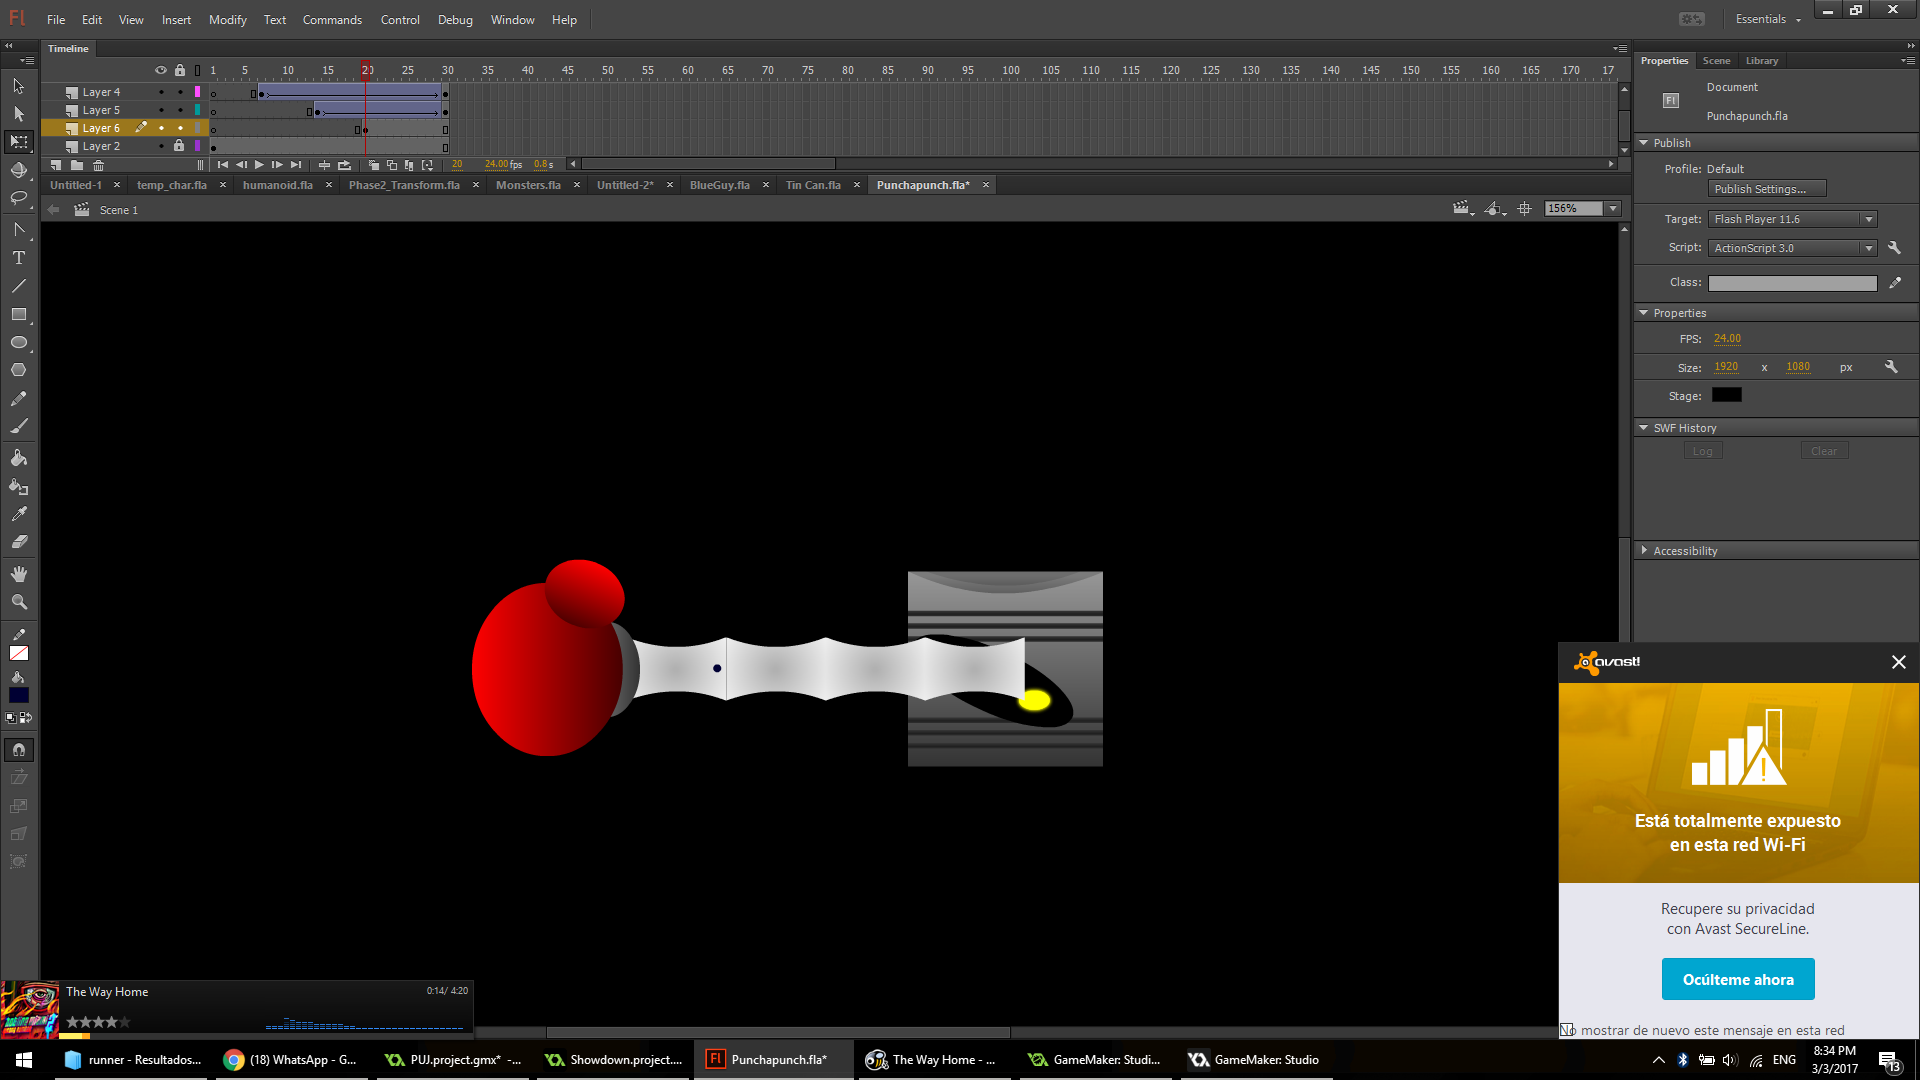 Fl File Edit View Insert Modify Text Commands Control Debug Window Help Essentials
Timeline
1 5 10 15 20 25 30 35 40 45 50 55 60 65 70 75 80 85 90 95 100 105 110 115 120 125 130 135 140 145 150 155 160 165 170 17
Layer 4
Layer 5
Layer 6
Layer 2
20 24.00 fps 0.8 s
Untitled-1 temp_char.fla humanoid.fla Phase2_Transform.fla Monsters.fla Untitled-2* BlueGuy.fla Tin Can.fla Punchapunch.fla*
Scene 1 156%
Properties Scene Library
Fl Document
Punchapunch.fla
Publish
Profile: Default
Publish Settings...
Target: Flash Player 11.6
Script: ActionScript 3.0
Class:
Properties
FPS: 24.00
Size: 1920 x 1080 px
Stage:
SWF History
Log Clear
Accessibility
avast!
Está totalmente expuesto
en esta red Wi-Fi
Recupere su privacidad
con Avast SecureLine.
Ocúlteme ahora
No mostrar de nuevo este mensaje en esta red
The Way Home 0:14/ 4:20
runner - Resultados... (18) WhatsApp - G... PUJ.project.gmx* -... Showdown.project.... Fl Punchapunch.fla* The Way Home - ... GameMaker: Studi... GameMaker: Studio ENG 8:34 PM
3/3/2017 13